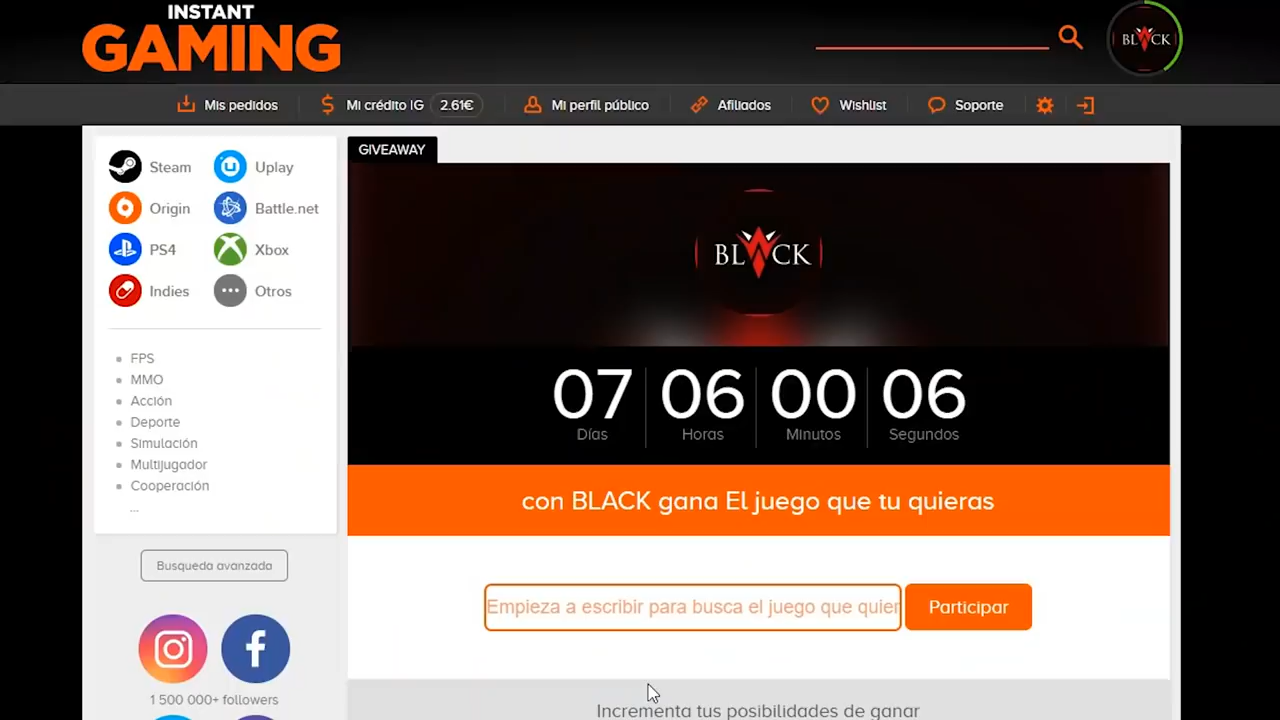 INSTANT
GAMING
BLACK
Mis pedidos
Mi crédito IG 2.61€
Mi perfil público
Afiliados
Wishlist
Soporte
Steam
Uplay
Origin
Battle.net
PS4
Xbox
Indies
Otros
FPS
MMO
Acción
Deporte
Simulación
Multijugador
Cooperación
...
Busqueda avanzada
1 500 000+ followers
GIVEAWAY
BLACK
07 06 00 06
Días Horas Minutos Segundos
con BLACK gana El juego que tu quieras
Empieza a escribir para busca el juego que quier
Participar
Incrementa tus posibilidades de ganar